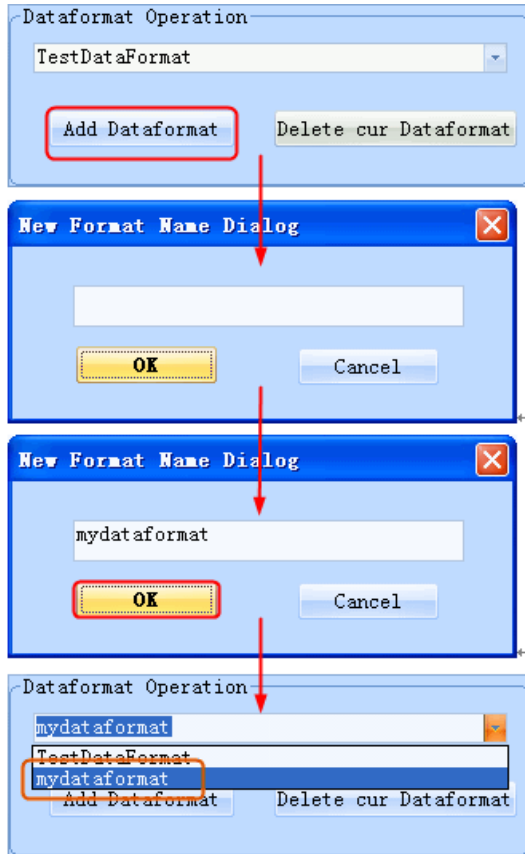 Dataformat Operation
TestDataFormat
Add Dataformat Delete cur Dataformat
New Format Name Dialog
OK Cancel
New Format Name Dialog
mydataformat
OK Cancel
Dataformat Operation
mydataformat
TestDataFormat
mydataformat
Add Dataformat Delete cur Dataformat